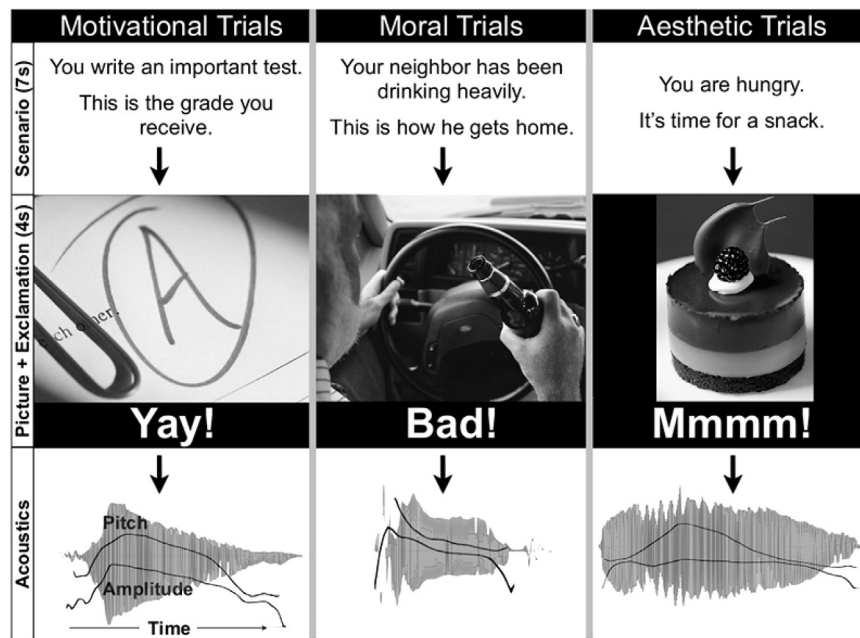 Motivational Trials
Moral Trials
Aesthetic Trials
Scenario (7s)
You write an important test.
This is the grade you
receive.
Your neighbor has been
drinking heavily.
This is how he gets home.
You are hungry.
It's time for a snack.
Picture + Exclamation (4s)
A
ch other.
Yay!
Bad!
Mmmm!
Acoustics
Pitch
Amplitude
Time